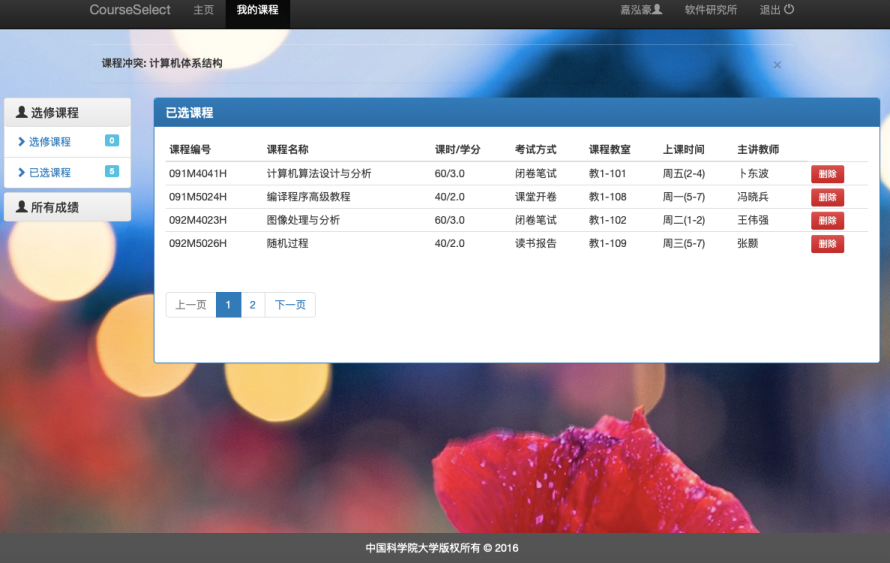 CourseSelect 主页 我的课程 嘉泓豪 软件研究所 退出
课程冲突: 计算机体系结构 ×
选修课程
选修课程 0
已选课程 5
所有成绩
已选课程
课程编号 课程名称 课时/学分 考试方式 课程教室 上课时间 主讲教师
091M4041H 计算机算法设计与分析 60/3.0 闭卷笔试 教1-101 周五(2-4) 卜东波 删除
091M5024H 编译程序高级教程 40/2.0 课堂开卷 教1-108 周一(5-7) 冯晓兵 删除
092M4023H 图像处理与分析 60/3.0 闭卷笔试 教1-102 周二(1-2) 王伟强 删除
092M5026H 随机过程 40/2.0 读书报告 教1-109 周三(5-7) 张颢 删除
上一页 1 2 下一页
中国科学院大学版权所有 © 2016